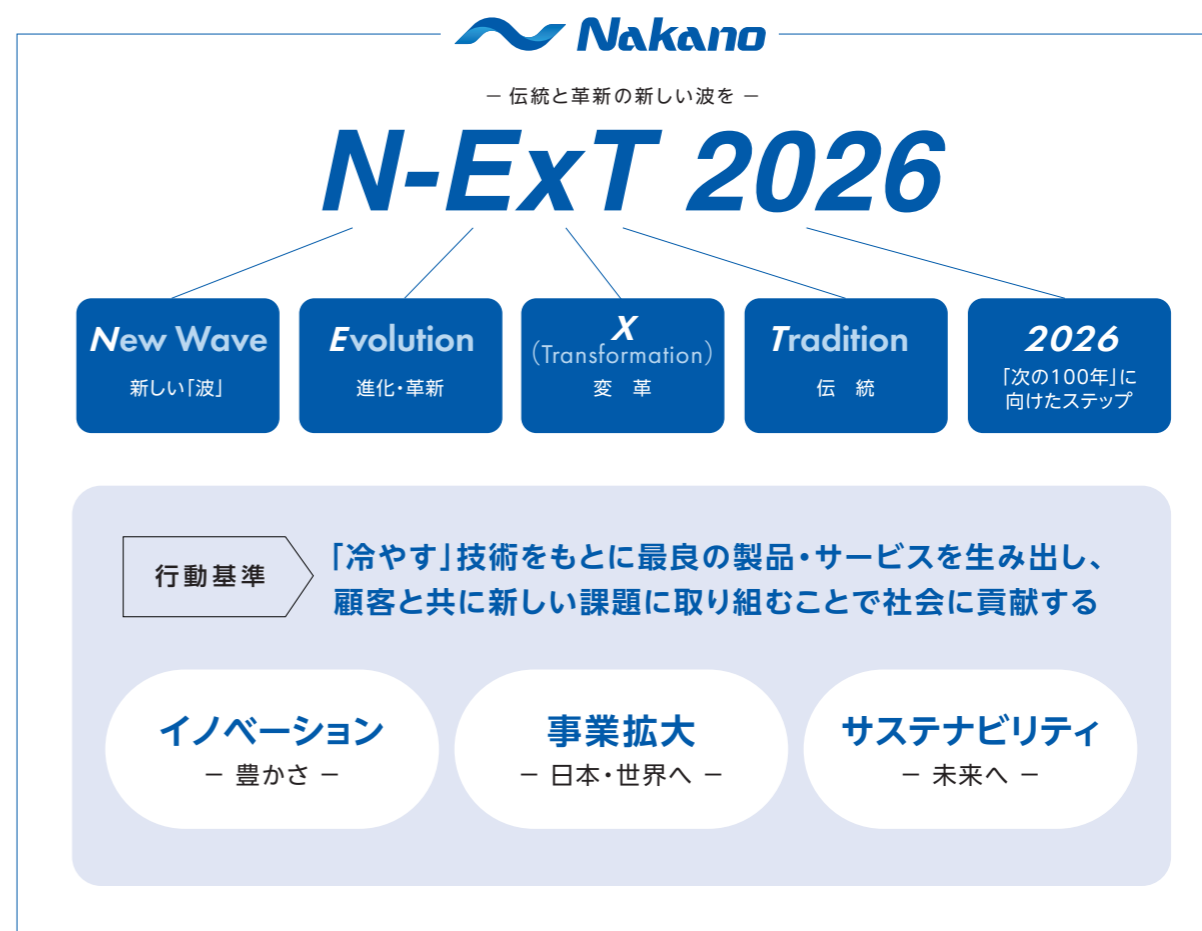 Nakano
− 伝統と革新の新しい波を −
N-ExT 2026
New Wave
新しい「波」
Evolution
進化・革新
X
(Transformation)
変 革
Tradition
伝 統
2026
「次の100年」に
向けたステップ
行動基準
「冷やす」技術をもとに最良の製品・サービスを生み出し、
顧客と共に新しい課題に取り組むことで社会に貢献する
イノベーション
− 豊かさ −
事業拡大
− 日本・世界へ −
サステナビリティ
− 未来へ −